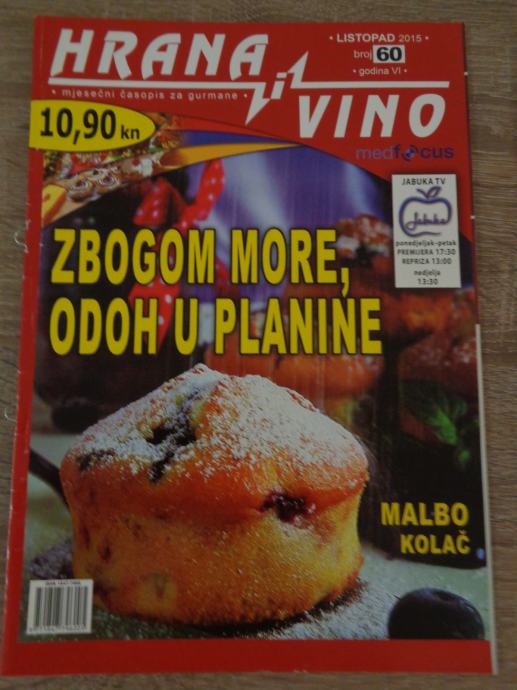 HRANA i VINO
• mjesečni časopis za gurmane •
• LISTOPAD 2015 •
broj 60
• godina VI •
10,90 kn
medfocus
JABUKA TV
Jabuka
ponedjeljak-petak
PREMIJERA 17:30
REPRIZA 13:00
nedjelja
13:30
ZBOGOM MORE,
ODOH U PLANINE
MALBO
KOLAČ